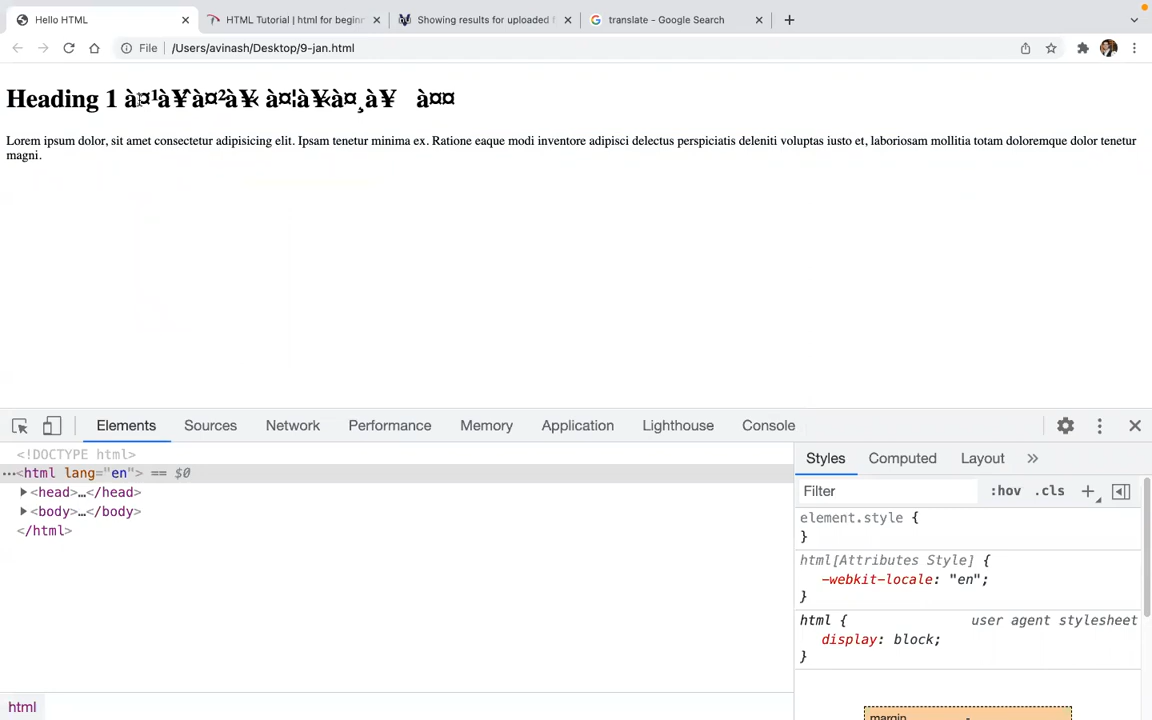 Hello HTML
HTML Tutorial | html for beginn
Showing results for uploaded f
translate - Google Search
File
/Users/avinash/Desktop/9-jan.html
Heading 1
Lorem ipsum dolor, sit amet consectetur adipisicing elit. Ipsam tenetur minima ex. Ratione eaque modi inventore adipisci delectus perspiciatis deleniti voluptas iusto et, laboriosam mollitia totam doloremque dolor tenetur
magni.
Elements Sources Network Performance Memory Application Lighthouse Console
<!DOCTYPE html>
…<html lang="en"> == $0
<head>…</head>
<body>…</body>
</html>
html
Styles Computed Layout
Filter :hov .cls
element.style {
}
html[Attributes Style] {
-webkit-locale: "en";
}
html { user agent stylesheet
display: block;
}
margin